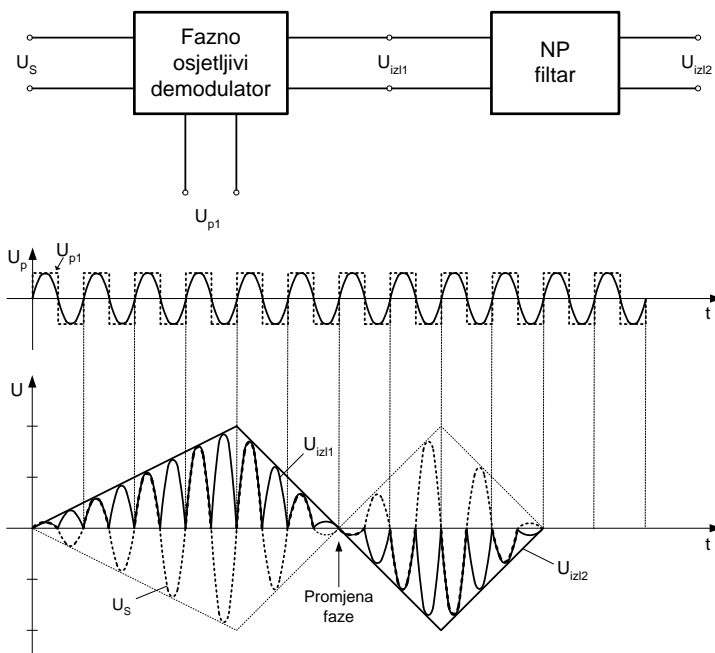 U_S
Fazno
osjetljivi
demodulator
U_izl1
NP
filtar
U_izl2
U_p1
U_p
U_p1
t
U
U_izl1
t
U_S
Promjena
faze
U_izl2